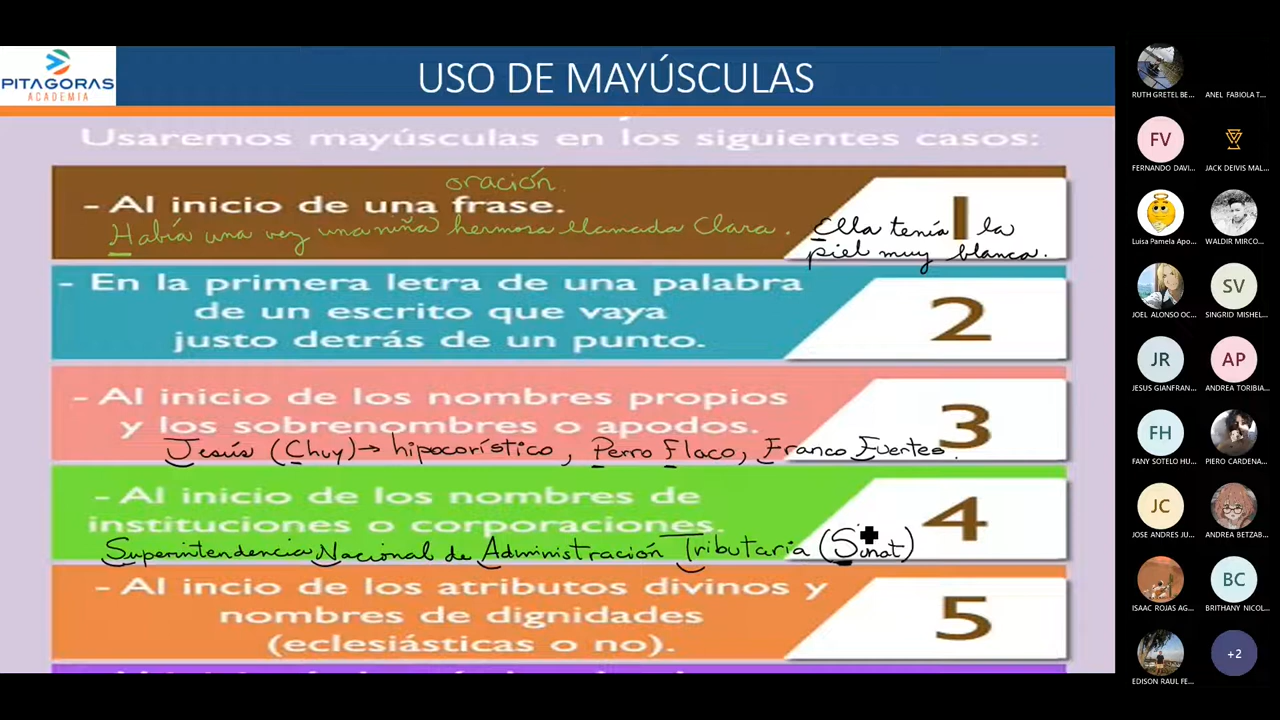 PITAGORAS
ACADEMIA
USO DE MAYÚSCULAS
Usaremos mayúsculas en los siguientes casos:
oración.
- Al inicio de una frase.
Había una vez una niña hermosa llamada Clara. Ella tenía la
piel muy blanca.
1
- En la primera letra de una palabra
de un escrito que vaya
justo detrás de un punto.
2
- Al inicio de los nombres propios
y los sobrenombres o apodos.
3
Jesús (Chuy)→ hipocorístico, Perro Flaco, Franco Fuertes.
- Al inicio de los nombres de
instituciones o corporaciones.
4
Superintendencia Nacional de Administración Tributaria (Sunat)
- Al incio de los atributos divinos y
nombres de dignidades
(eclesiásticas o no).
5
RUTH GRETEL BE...
ANEL FABIOLA T...
FV
FERNANDO DAVI...
JACK DEIVIS MAL...
Luisa Pamela Apo...
WALDIR MIRCO...
JOEL ALONSO OC...
SV
SINGRID MISHEL...
JR
JESUS GIANFRAN...
AP
ANDREA TORIBIA...
FH
FANY SOTELO HU...
PIERO CARDENA...
JC
JOSE ANDRES JU...
ANDREA BETZAB...
ISAAC ROJAS AG...
BC
BRITHANY NICOL...
EDISON RAUL FE...
+2